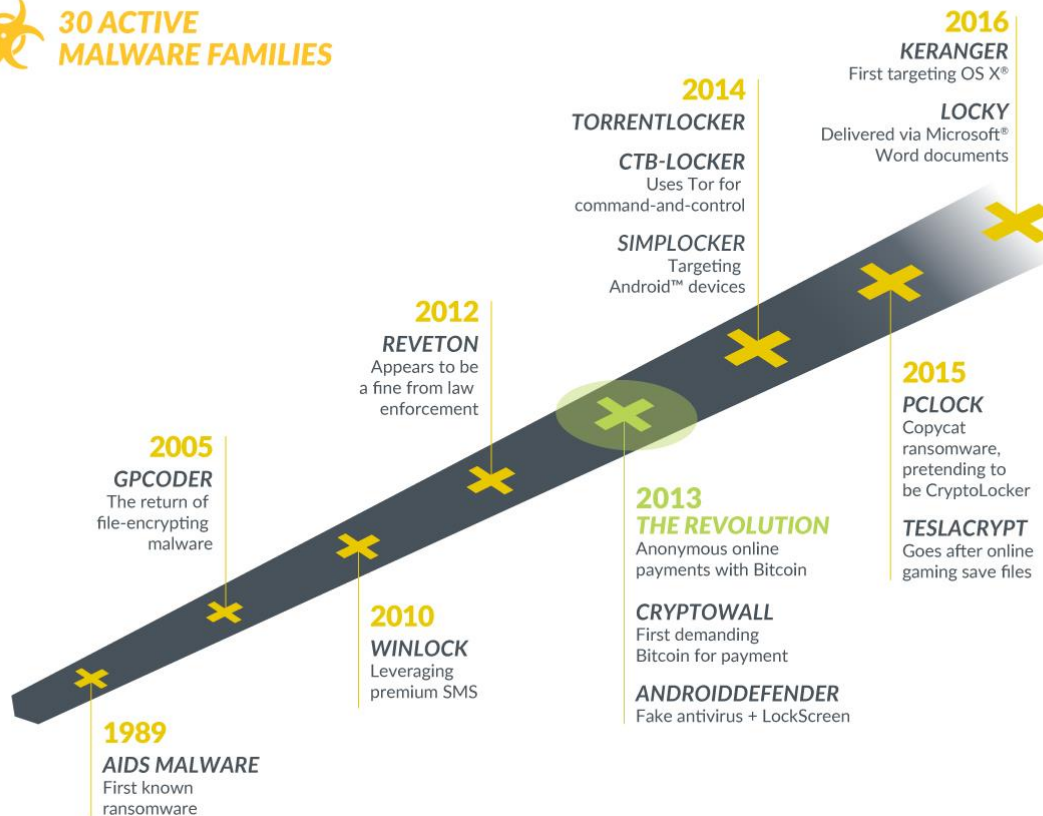 30 ACTIVE
MALWARE FAMILIES
1989
AIDS MALWARE
First known
ransomware
2005
GPCODER
The return of
file-encrypting
malware
2010
WINLOCK
Leveraging
premium SMS
2012
REVETON
Appears to be
a fine from law
enforcement
2013
THE REVOLUTION
Anonymous online
payments with Bitcoin
CRYPTOWALL
First demanding
Bitcoin for payment
ANDROIDDEFENDER
Fake antivirus + LockScreen
2014
TORRENTLOCKER
CTB-LOCKER
Uses Tor for
command-and-control
SIMPLOCKER
Targeting
Android™ devices
2015
PCLOCK
Copycat
ransomware,
pretending to
be CryptoLocker
TESLACRYPT
Goes after online
gaming save files
2016
KERANGER
First targeting OS X®
LOCKY
Delivered via Microsoft®
Word documents